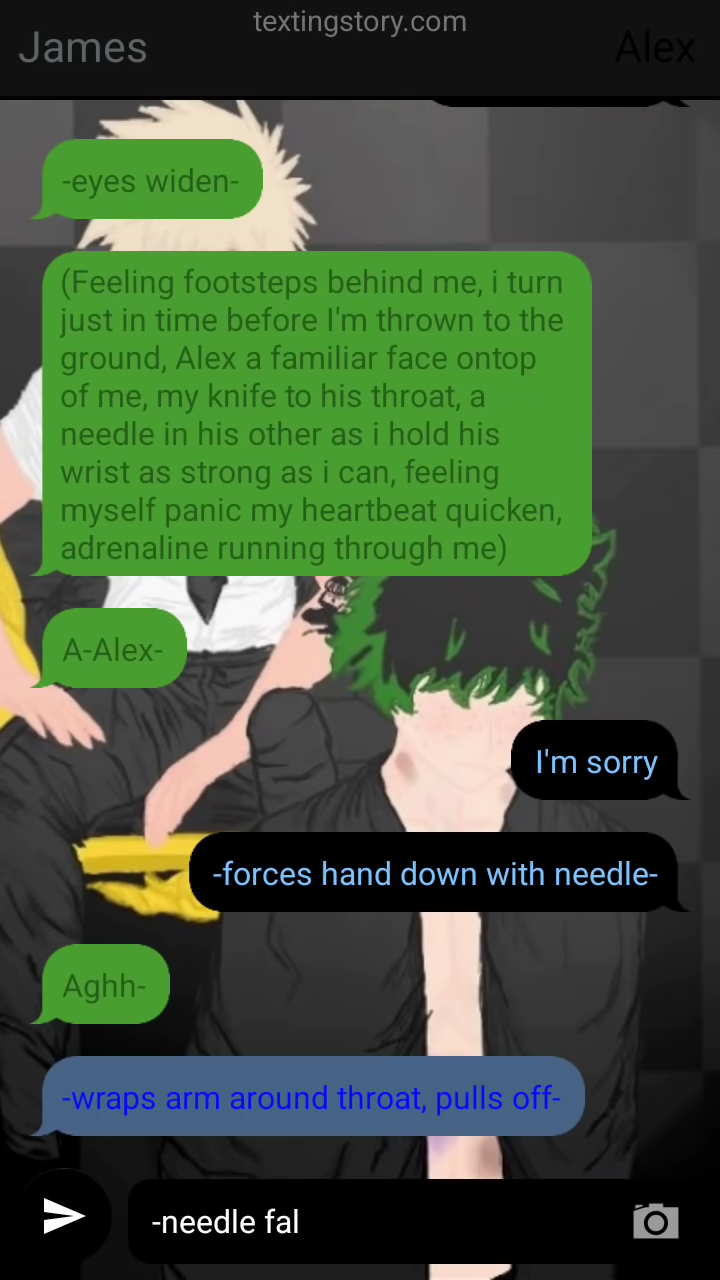 textingstory.com
James
Alex
-eyes widen-
(Feeling footsteps behind me, i turn
just in time before I'm thrown to the
ground, Alex a familiar face ontop
of me, my knife to his throat, a
needle in his other as i hold his
wrist as strong as i can, feeling
myself panic my heartbeat quicken,
adrenaline running through me)
A-Alex-
I'm sorry
-forces hand down with needle-
Aghh-
-wraps arm around throat, pulls off-
-needle fal